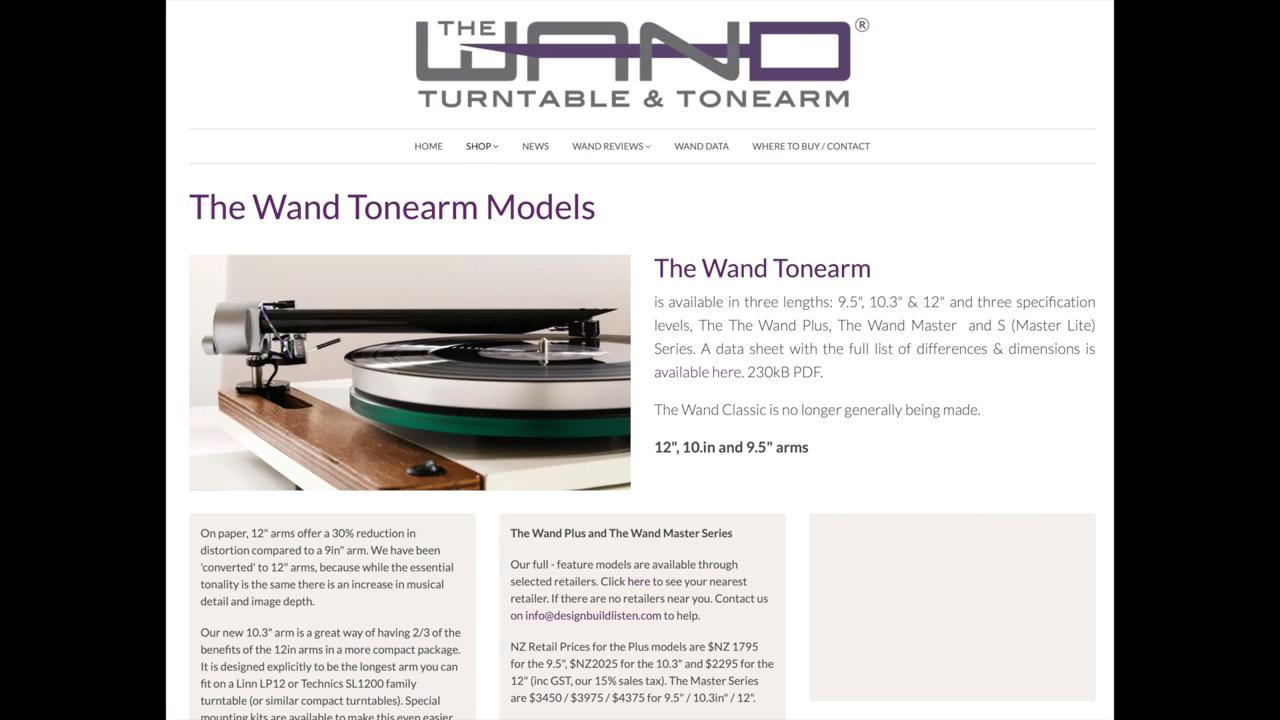 THE WAND®
TURNTABLE & TONEARM
HOME SHOP NEWS WAND REVIEWS WAND DATA WHERE TO BUY / CONTACT
The Wand Tonearm Models
The Wand Tonearm
is available in three lengths: 9.5", 10.3" & 12" and three specification
levels, The The Wand Plus, The Wand Master and S (Master Lite)
Series. A data sheet with the full list of differences & dimensions is
available here. 230kB PDF.
The Wand Classic is no longer generally being made.
12", 10.in and 9.5" arms
On paper, 12" arms offer a 30% reduction in
distortion compared to a 9in" arm. We have been
'converted' to 12" arms, because while the essential
tonality is the same there is an increase in musical
detail and image depth.
Our new 10.3" arm is a great way of having 2/3 of the
benefits of the 12in arms in a more compact package.
It is designed explicitly to be the longest arm you can
fit on a Linn LP12 or Technics SL1200 family
turntable (or similar compact turntables). Special
mounting kits are available to make this even easier
The Wand Plus and The Wand Master Series
Our full - feature models are available through
selected retailers. Click here to see your nearest
retailer. If there are no retailers near you. Contact us
on info@designbuildlisten.com to help.
NZ Retail Prices for the Plus models are $NZ 1795
for the 9.5", $NZ2025 for the 10.3" and $2295 for the
12" (inc GST, our 15% sales tax). The Master Series
are $3450 / $3975 / $4375 for 9.5" / 10.3in" / 12".